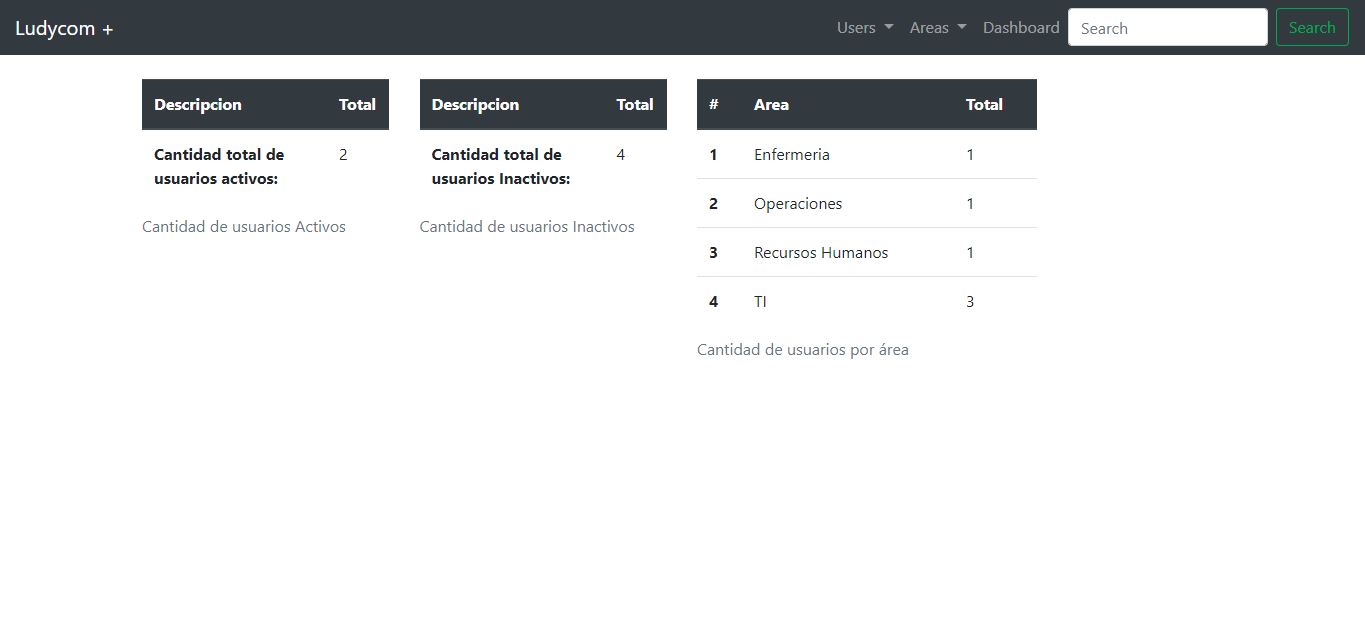 Ludycom +
Users
Areas
Dashboard
Search
Search
Descripcion Total
Cantidad total de usuarios activos: 2
Cantidad de usuarios Activos
Descripcion Total
Cantidad total de usuarios Inactivos: 4
Cantidad de usuarios Inactivos
# Area Total
1 Enfermeria 1
2 Operaciones 1
3 Recursos Humanos 1
4 TI 3
Cantidad de usuarios por área